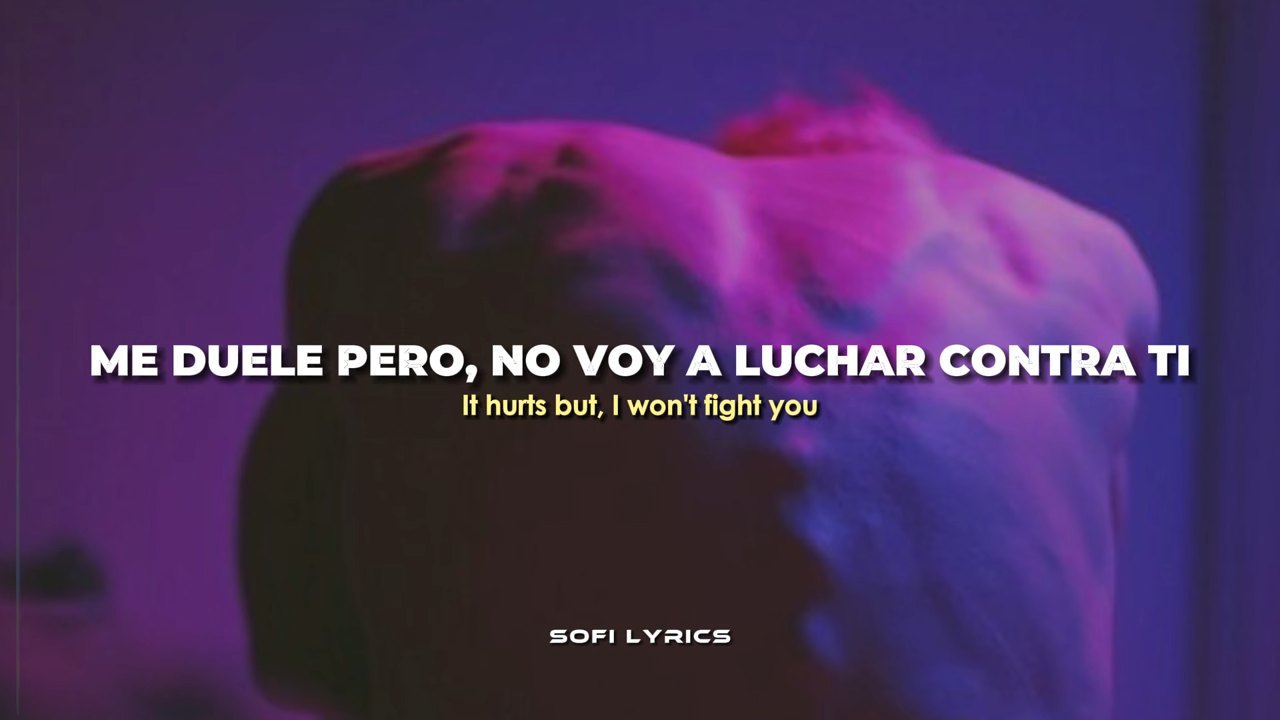 ME DUELE PERO, NO VOY A LUCHAR CONTRA TI
It hurts but, I won't fight you
SOFI LYRICS